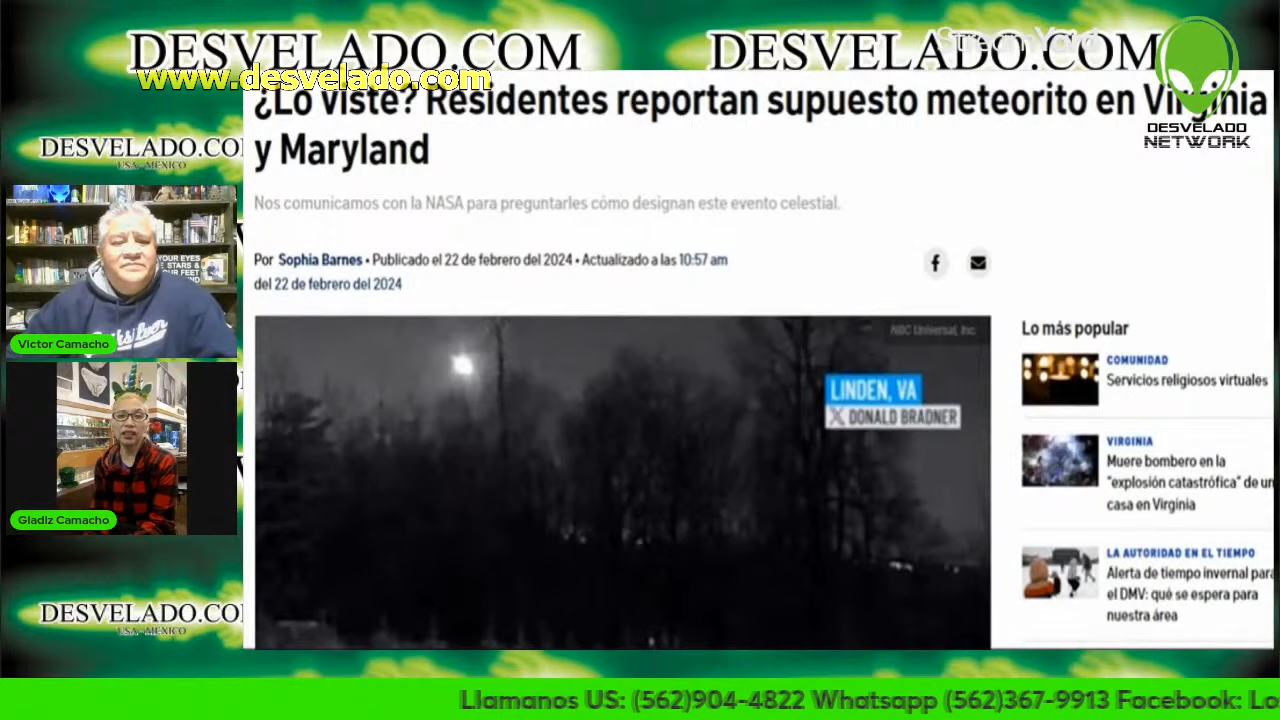 DESVELADO.COM
DESVELADO.COM
StreamYard
www.desvelado.com
¿Lo viste? Residentes reportan supuesto meteorito en Virginia
y Maryland
DESVELADO
NETWORK
DESVELADO.CO
USA - MEXICO
Nos comunicamos con la NASA para preguntarles cómo designan este evento celestial.
Por Sophia Barnes • Publicado el 22 de febrero del 2024 • Actualizado a las 10:57 am
del 22 de febrero del 2024
YOUR EYES
STARS &
FEET
Quiksilver
Victor Camacho
Gladiz Camacho
NBC Universal, Inc.
LINDEN, VA
X DONALD BRADNER
Lo más popular
COMUNIDAD
Servicios religiosos virtuales
VIRGINIA
Muere bombero en la
"explosión catastrófica" de un
casa en Virginia
LA AUTORIDAD EN EL TIEMPO
Alerta de tiempo invernal para
el DMV: qué se espera para
nuestra área
DESVELADO.CO
USA - MEXICO
Llamanos US: (562)904-4822 Whatsapp (562)367-9913 Facebook: Lo